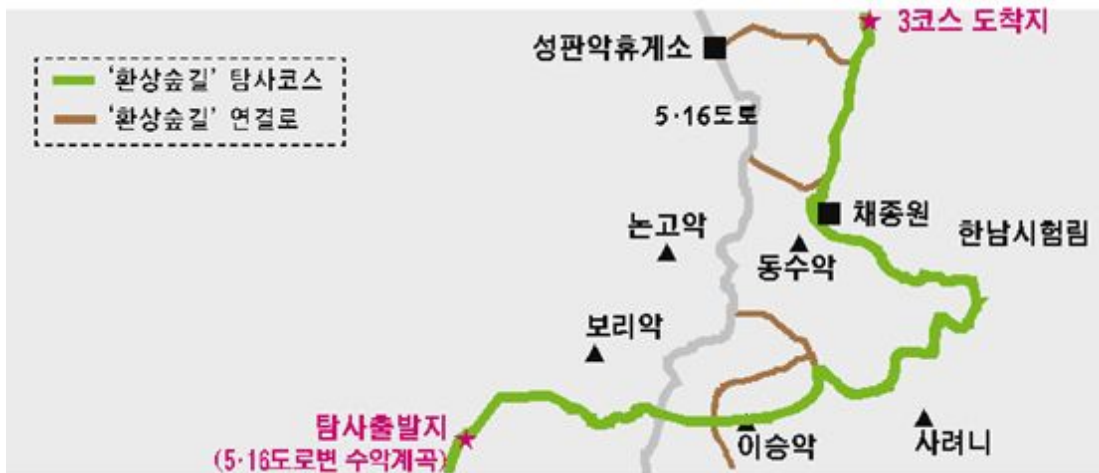 3코스 도착지
성판악휴게소
'환상숲길' 탐사코스
'환상숲길' 연결로
5·16도로
채종원
논고악
한남시험림
동수악
보리악
탐사출발지
(5·16도로변 수악계곡)
이승악
사려니